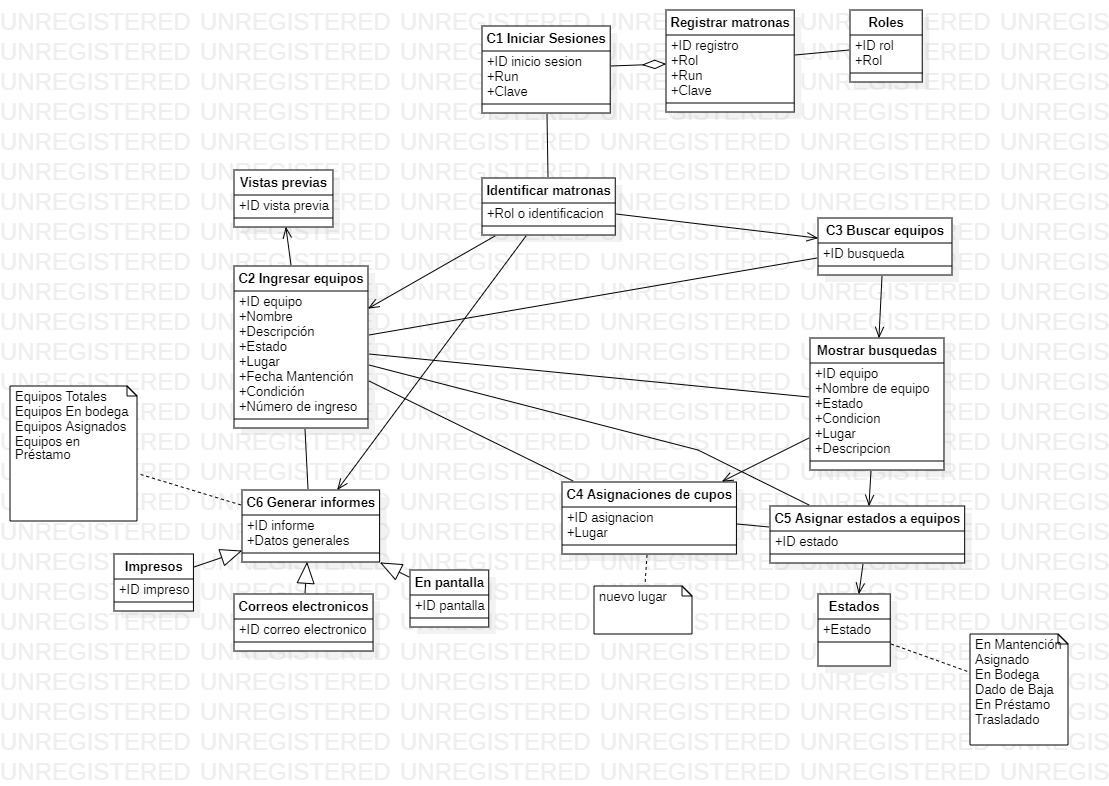 C1 Iniciar Sesiones
+ID inicio sesion
+Run
+Clave
Registrar matronas
+ID registro
+Rol
+Run
+Clave
Roles
+ID rol
+Rol
Identificar matronas
+Rol o identificacion
Vistas previas
+ID vista previa
C2 Ingresar equipos
+ID equipo
+Nombre
+Descripción
+Estado
+Lugar
+Fecha Mantención
+Condición
+Número de ingreso
C3 Buscar equipos
+ID busqueda
Mostrar busquedas
+ID equipo
+Nombre de equipo
+Estado
+Condicion
+Lugar
+Descripcion
Equipos Totales
Equipos En bodega
Equipos Asignados
Equipos en
Préstamo
C6 Generar informes
+ID informe
+Datos generales
C4 Asignaciones de cupos
+ID asignacion
+Lugar
C5 Asignar estados a equipos
+ID estado
Impresos
+ID impreso
Correos electronicos
+ID correo electronico
En pantalla
+ID pantalla
nuevo lugar
Estados
+Estado
En Mantención
Asignado
En Bodega
Dado de Baja
En Préstamo
Trasladado
UNREGISTERED